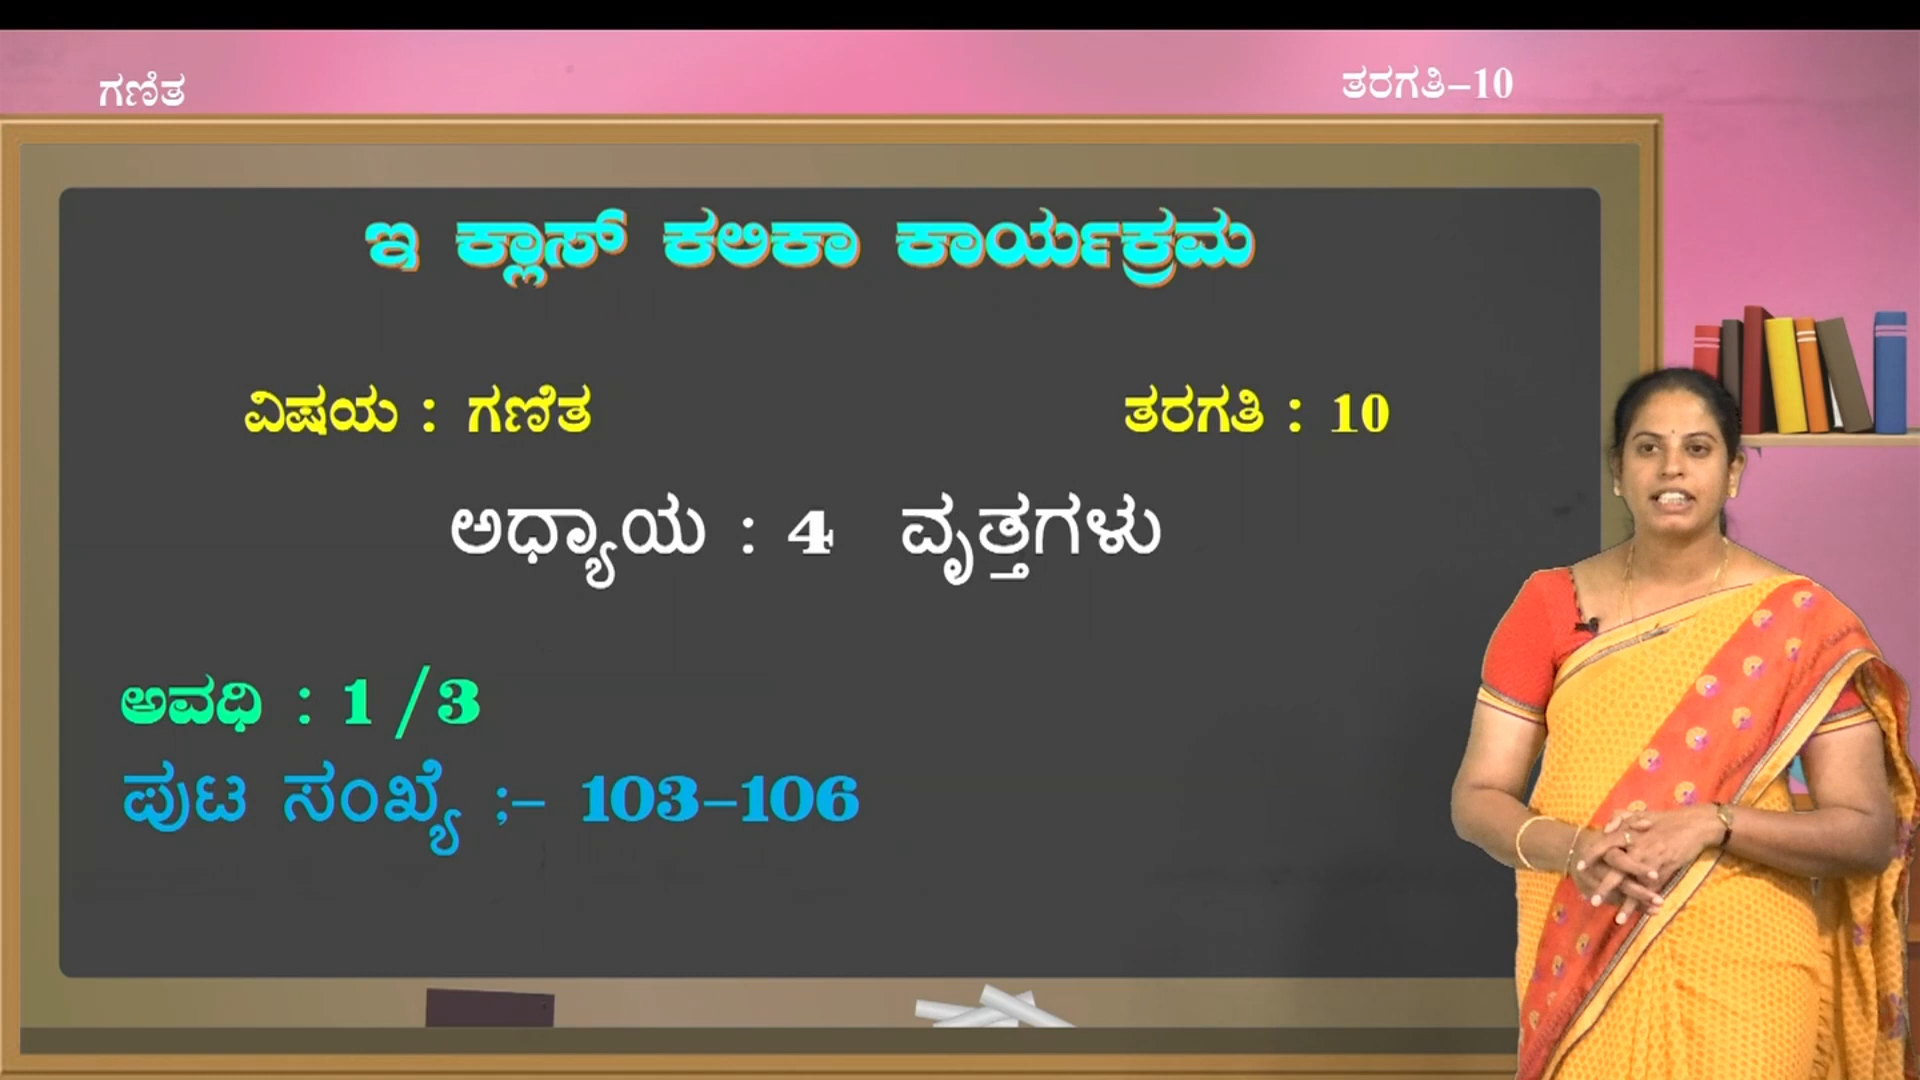 ಗಣಿತ
ತರಗತಿ–10
ಇ ಕ್ಲಾಸ್ ಕಲಿಕಾ ಕಾರ್ಯಕ್ರಮ
ವಿಷಯ : ಗಣಿತ
ತರಗತಿ : 10
ಅಧ್ಯಾಯ : 4 ವೃತ್ತಗಳು
ಅವಧಿ : 1 /3
ಪುಟ ಸಂಖ್ಯೆ ;– 103–106